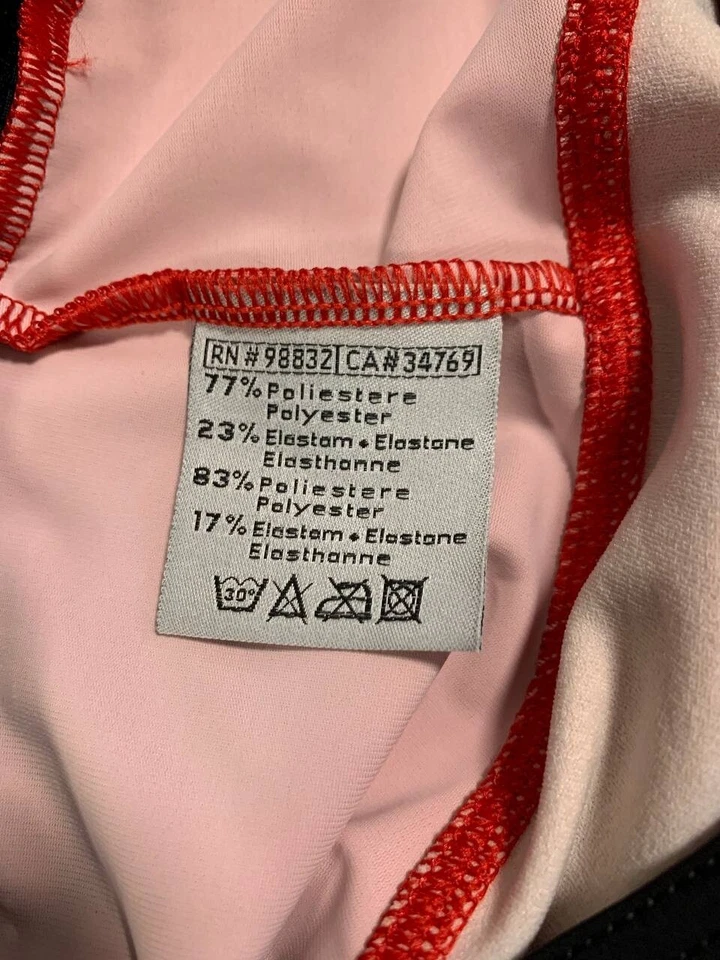 RN#98832 CA#34769
77% Poliestere
Polyester
23% Elastam • Elastane
Elasthanne
83% Poliestere
Polyester
17% Elastam • Elastane
Elasthanne
30°